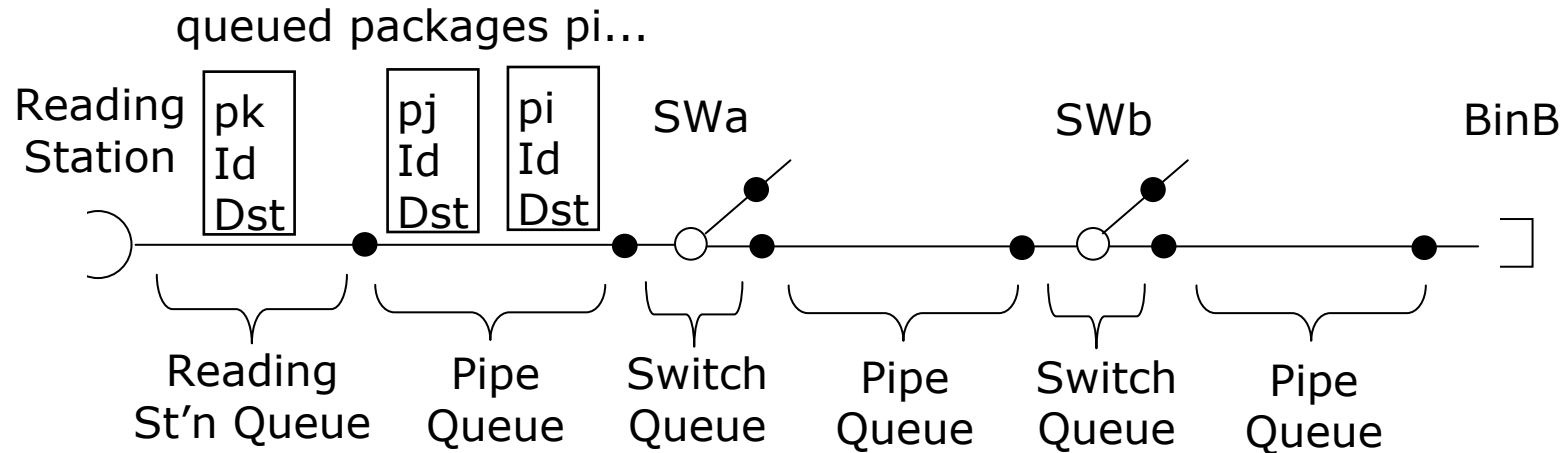 queued packages pi...
Reading
Station
pk
Id
Dst
pj
Id
Dst
pi
Id
Dst
SWa
SWb
BinB
Reading
St'n Queue
Pipe
Queue
Switch
Queue
Pipe
Queue
Switch
Queue
Pipe
Queue